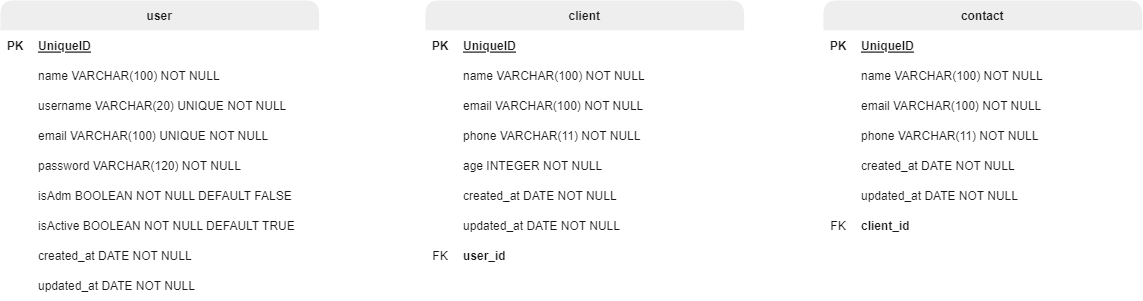 user
PK UniqueID
name VARCHAR(100) NOT NULL
username VARCHAR(20) UNIQUE NOT NULL
email VARCHAR(100) UNIQUE NOT NULL
password VARCHAR(120) NOT NULL
isAdm BOOLEAN NOT NULL DEFAULT FALSE
isActive BOOLEAN NOT NULL DEFAULT TRUE
created_at DATE NOT NULL
updated_at DATE NOT NULL
client
PK UniqueID
name VARCHAR(100) NOT NULL
email VARCHAR(100) NOT NULL
phone VARCHAR(11) NOT NULL
age INTEGER NOT NULL
created_at DATE NOT NULL
updated_at DATE NOT NULL
FK user_id
contact
PK UniqueID
name VARCHAR(100) NOT NULL
email VARCHAR(100) NOT NULL
phone VARCHAR(11) NOT NULL
created_at DATE NOT NULL
updated_at DATE NOT NULL
FK client_id